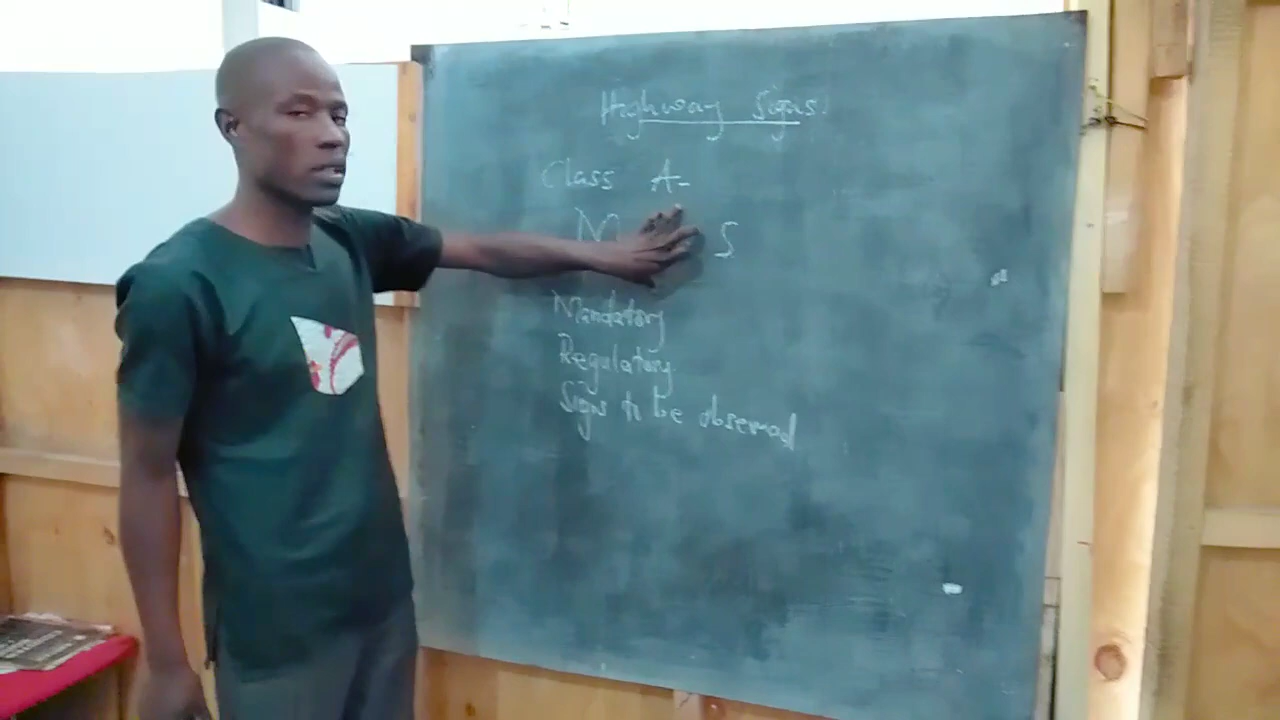 Highway Signs.
Class A-
M S
Mandatory
Regulatory
Signs to be observed